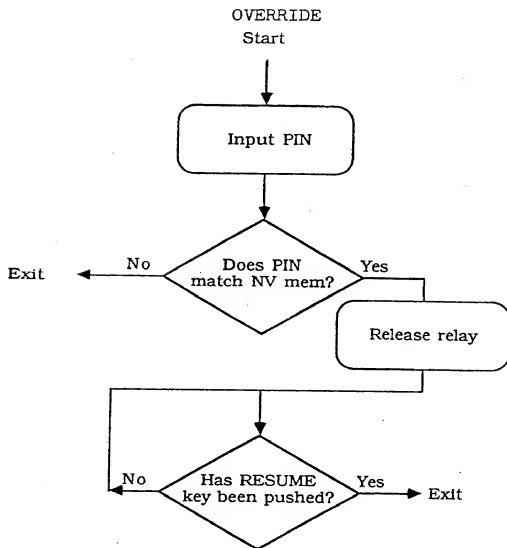 OVERRIDE
Start
Input PIN
Does PIN
match NV mem?
No
Yes
Exit
Release relay
Has RESUME
key been pushed?
No
Yes
Exit